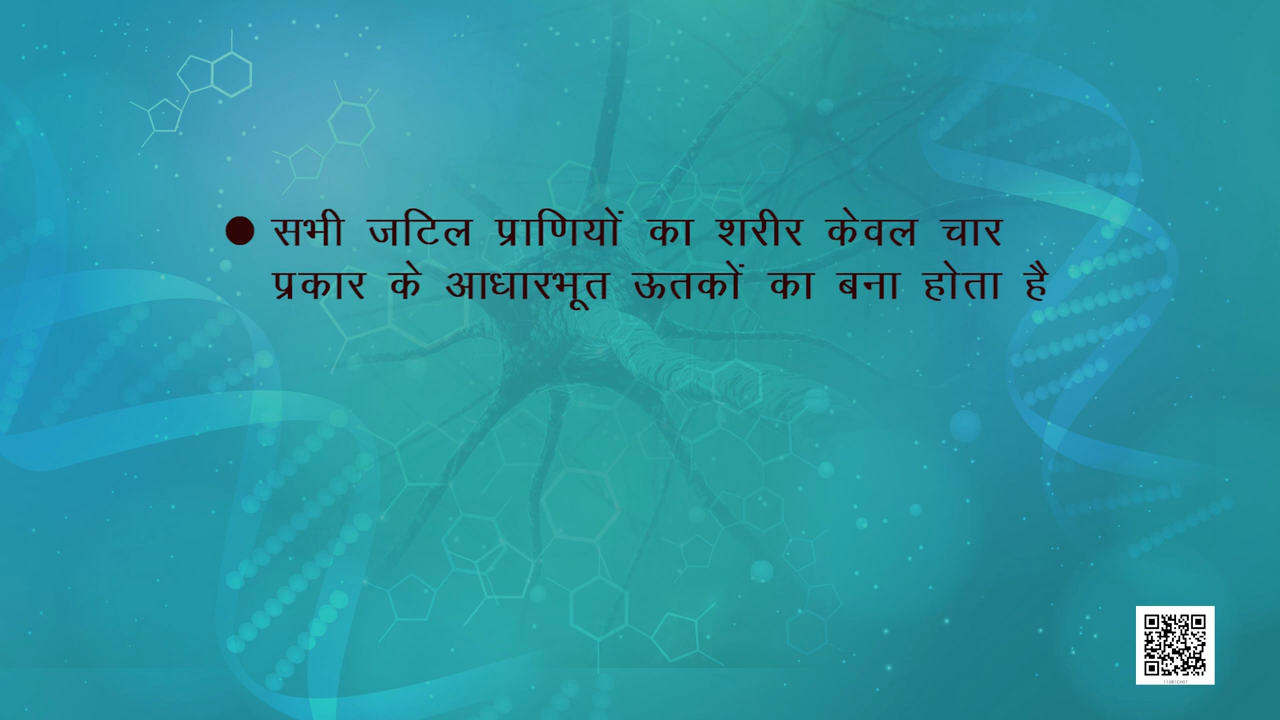 ● सभी जटिल प्राणियों का शरीर केवल चार
प्रकार के आधारभूत ऊतकों का बना होता है